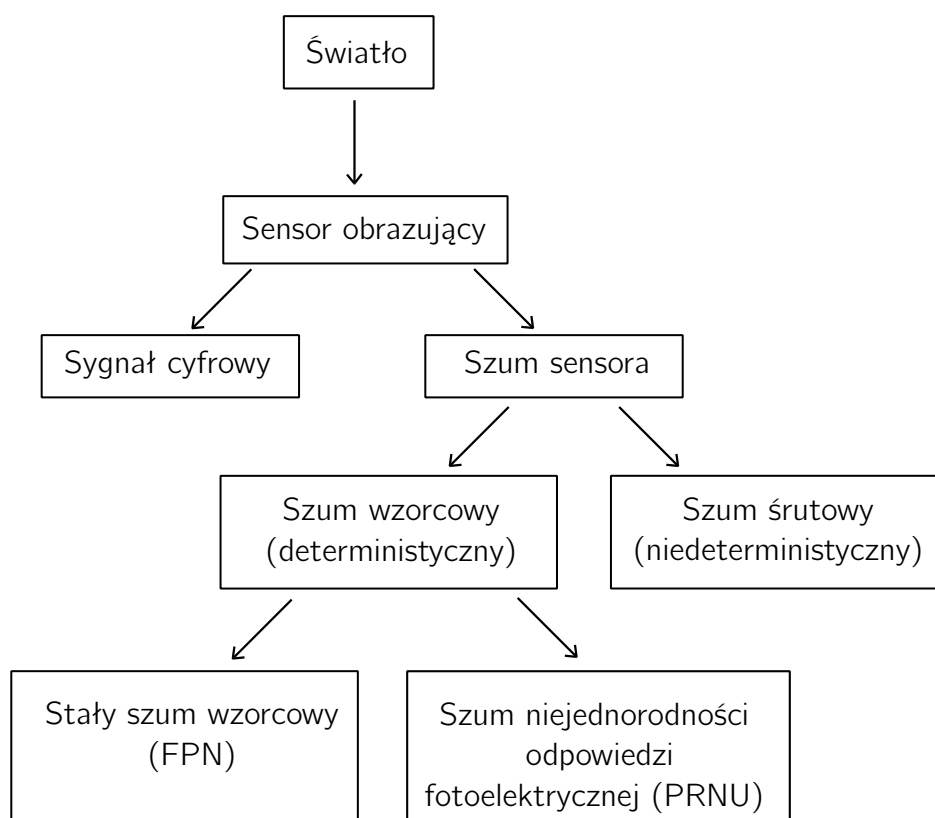 Światło
Sensor obrazujący
Sygnał cyfrowy
Szum sensora
Szum wzorcowy
(deterministyczny)
Szum śrutowy
(niedeterministyczny)
Stały szum wzorcowy
(FPN)
Szum niejednorodności
odpowiedzi
fotoelektrycznej (PRNU)